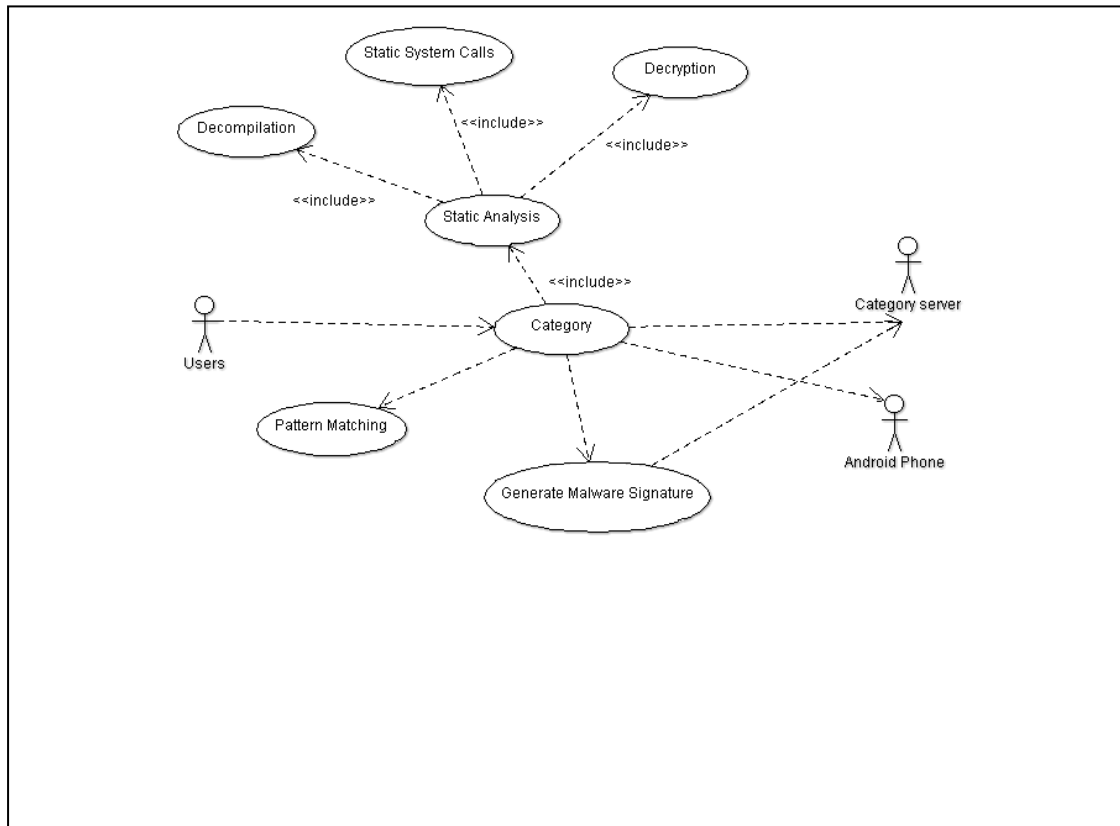 Static System Calls
Decryption
Decompilation
<<include>>
<<include>>
<<include>>
Static Analysis
<<include>>
Category server
Category
Users
Pattern Matching
Android Phone
Generate Malware Signature